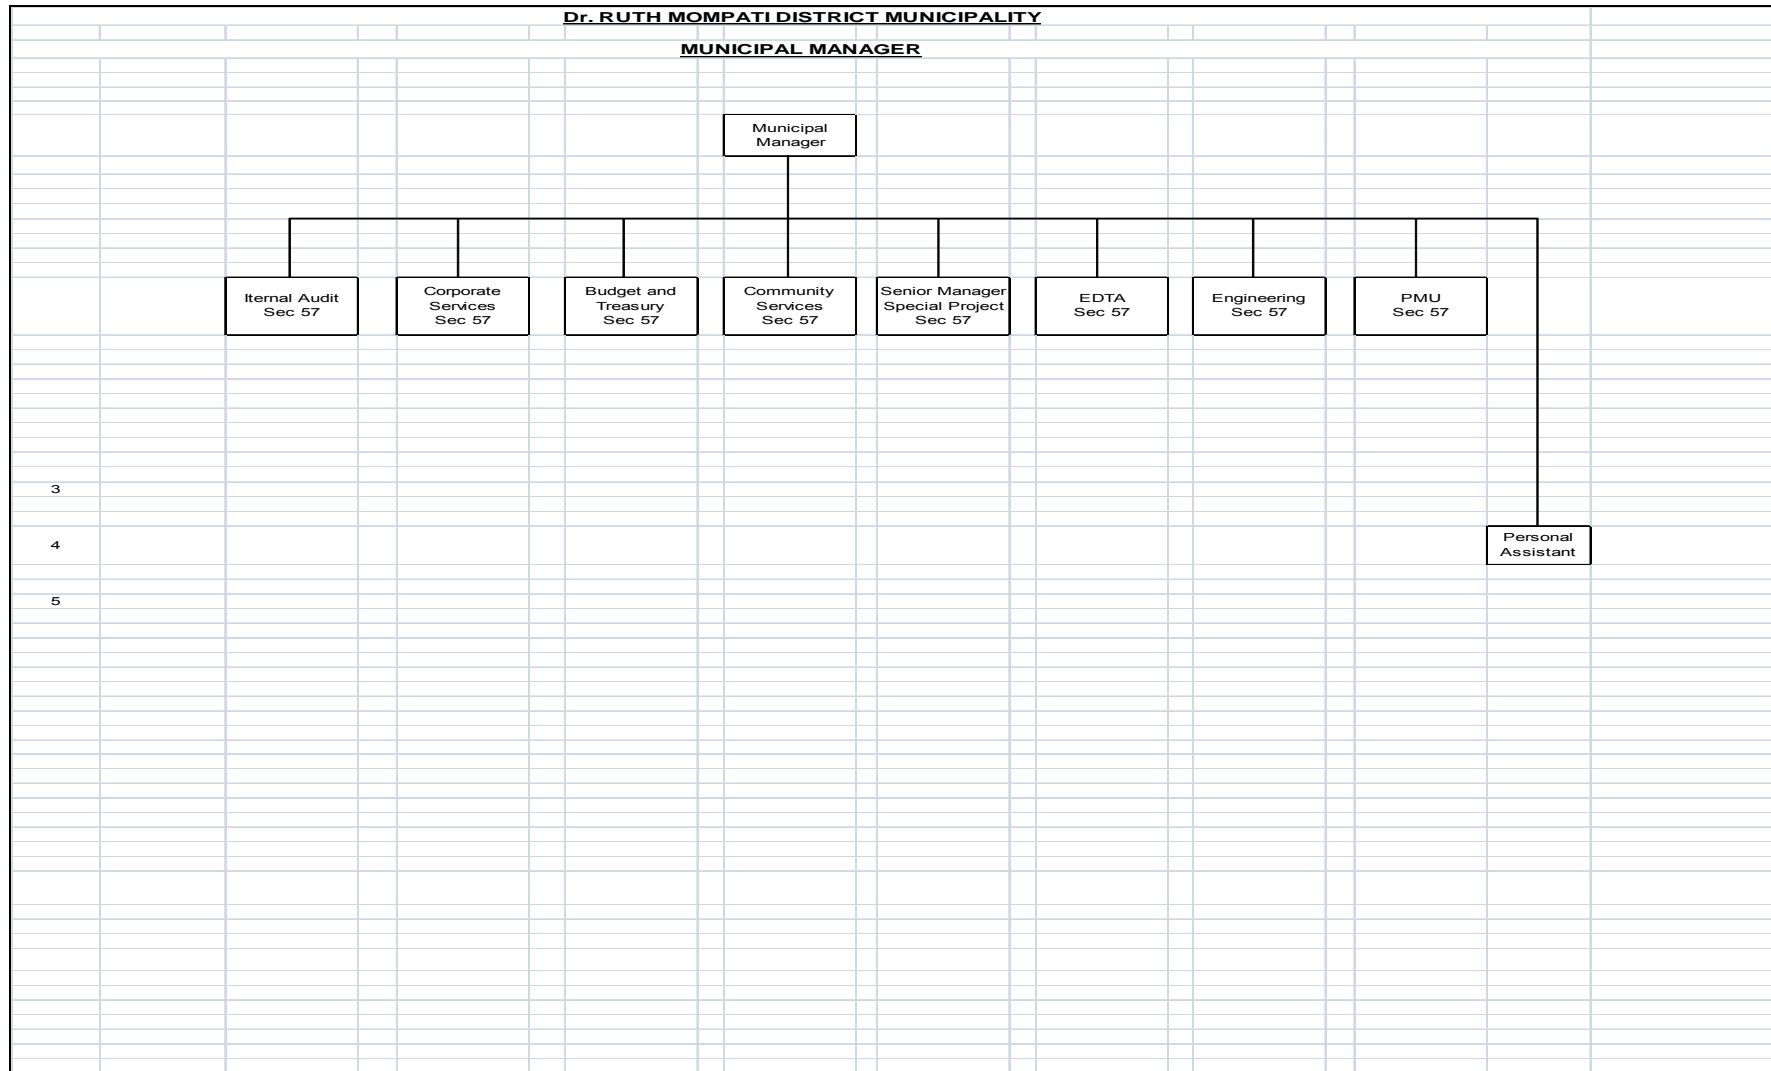 Dr. RUTH MOMPATI DISTRICT MUNICIPALITY
MUNICIPAL MANAGER
Municipal
Manager
Iternal Audit
Sec 57
Corporate
Services
Sec 57
Budget and
Treasury
Sec 57
Community
Services
Sec 57
Senior Manager
Special Project
Sec 57
EDTA
Sec 57
Engineering
Sec 57
PMU
Sec 57
3
4
Personal
Assistant
5